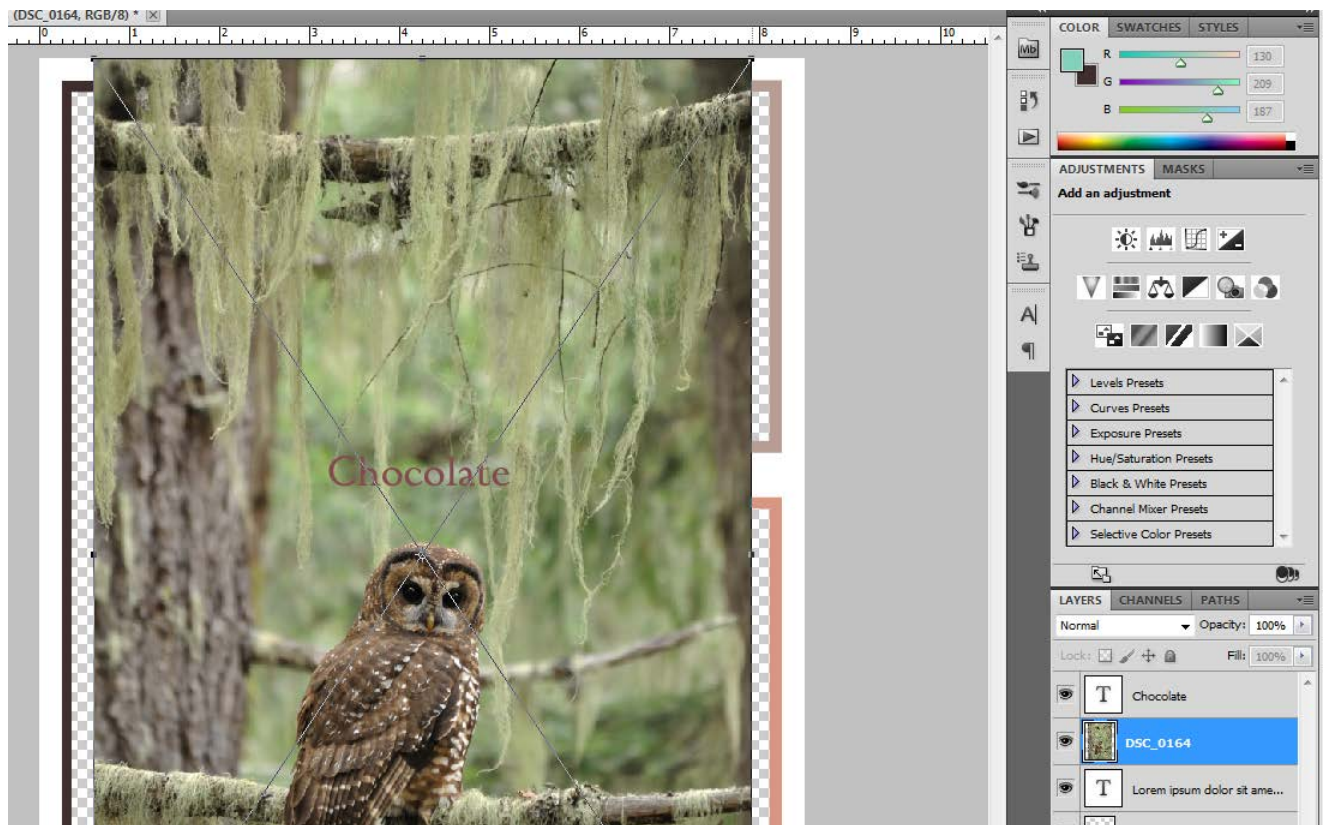 (DSC_0164, RGB/8) *
0 1 2 3 4 5 6 7 8 9 10
Chocolate
Mb
A
COLOR SWATCHES STYLES
R 130
G 209
B 187
ADJUSTMENTS MASKS
Add an adjustment
Levels Presets
Curves Presets
Exposure Presets
Hue/Saturation Presets
Black & White Presets
Channel Mixer Presets
Selective Color Presets
LAYERS CHANNELS PATHS
Normal Opacity: 100%
Lock: Fill: 100%
T Chocolate
DSC_0164
T Lorem ipsum dolor sit ame...